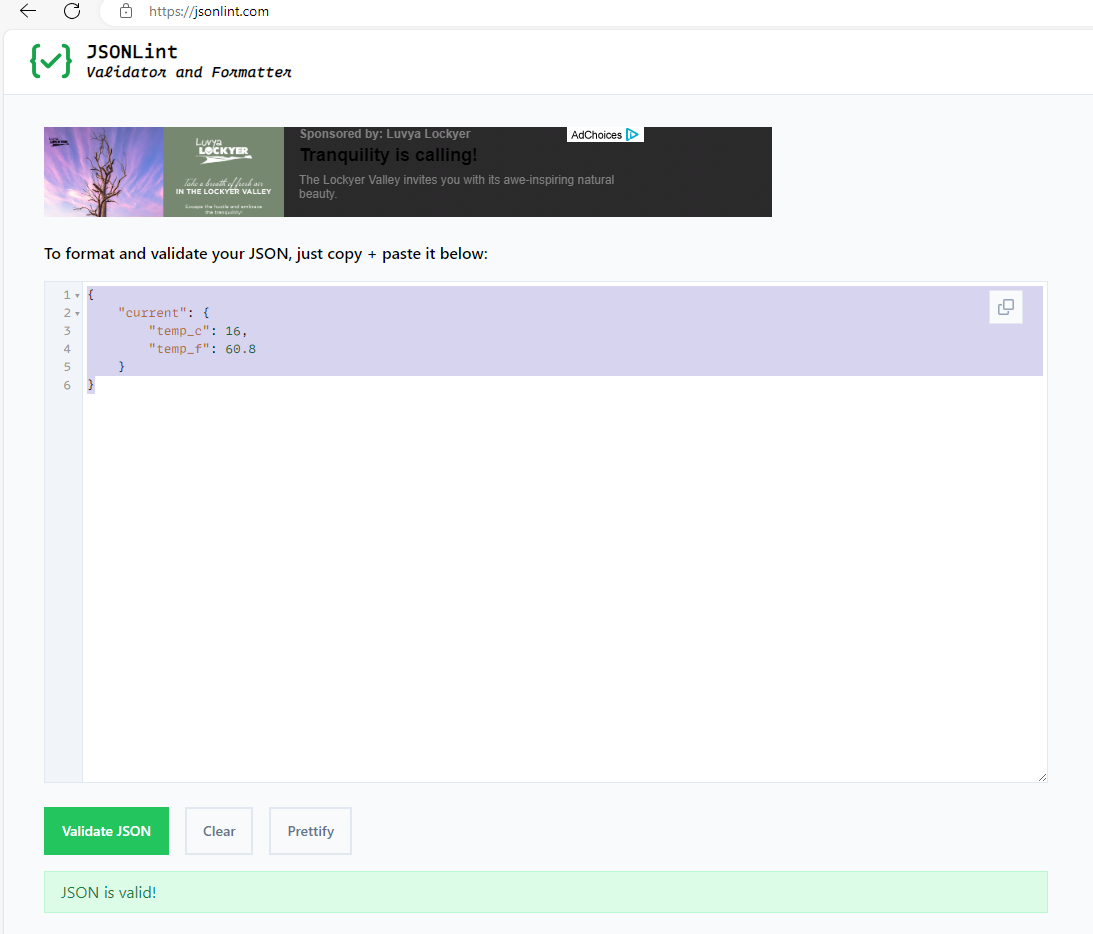 https://jsonlint.com
JSONLint
Validator and Formatter
Luvya
LOCKYER
Take a breath of fresh air
IN THE LOCKYER VALLEY
Escape the hustle and embrace
the tranquility!
Sponsored by: Luvya Lockyer
AdChoices
Tranquility is calling!
The Lockyer Valley invites you with its awe-inspiring natural
beauty.
To format and validate your JSON, just copy + paste it below:
1 {
2 "current": {
3 "temp_c": 16,
4 "temp_f": 60.8
5 }
6 }
Validate JSON
Clear
Prettify
JSON is valid!